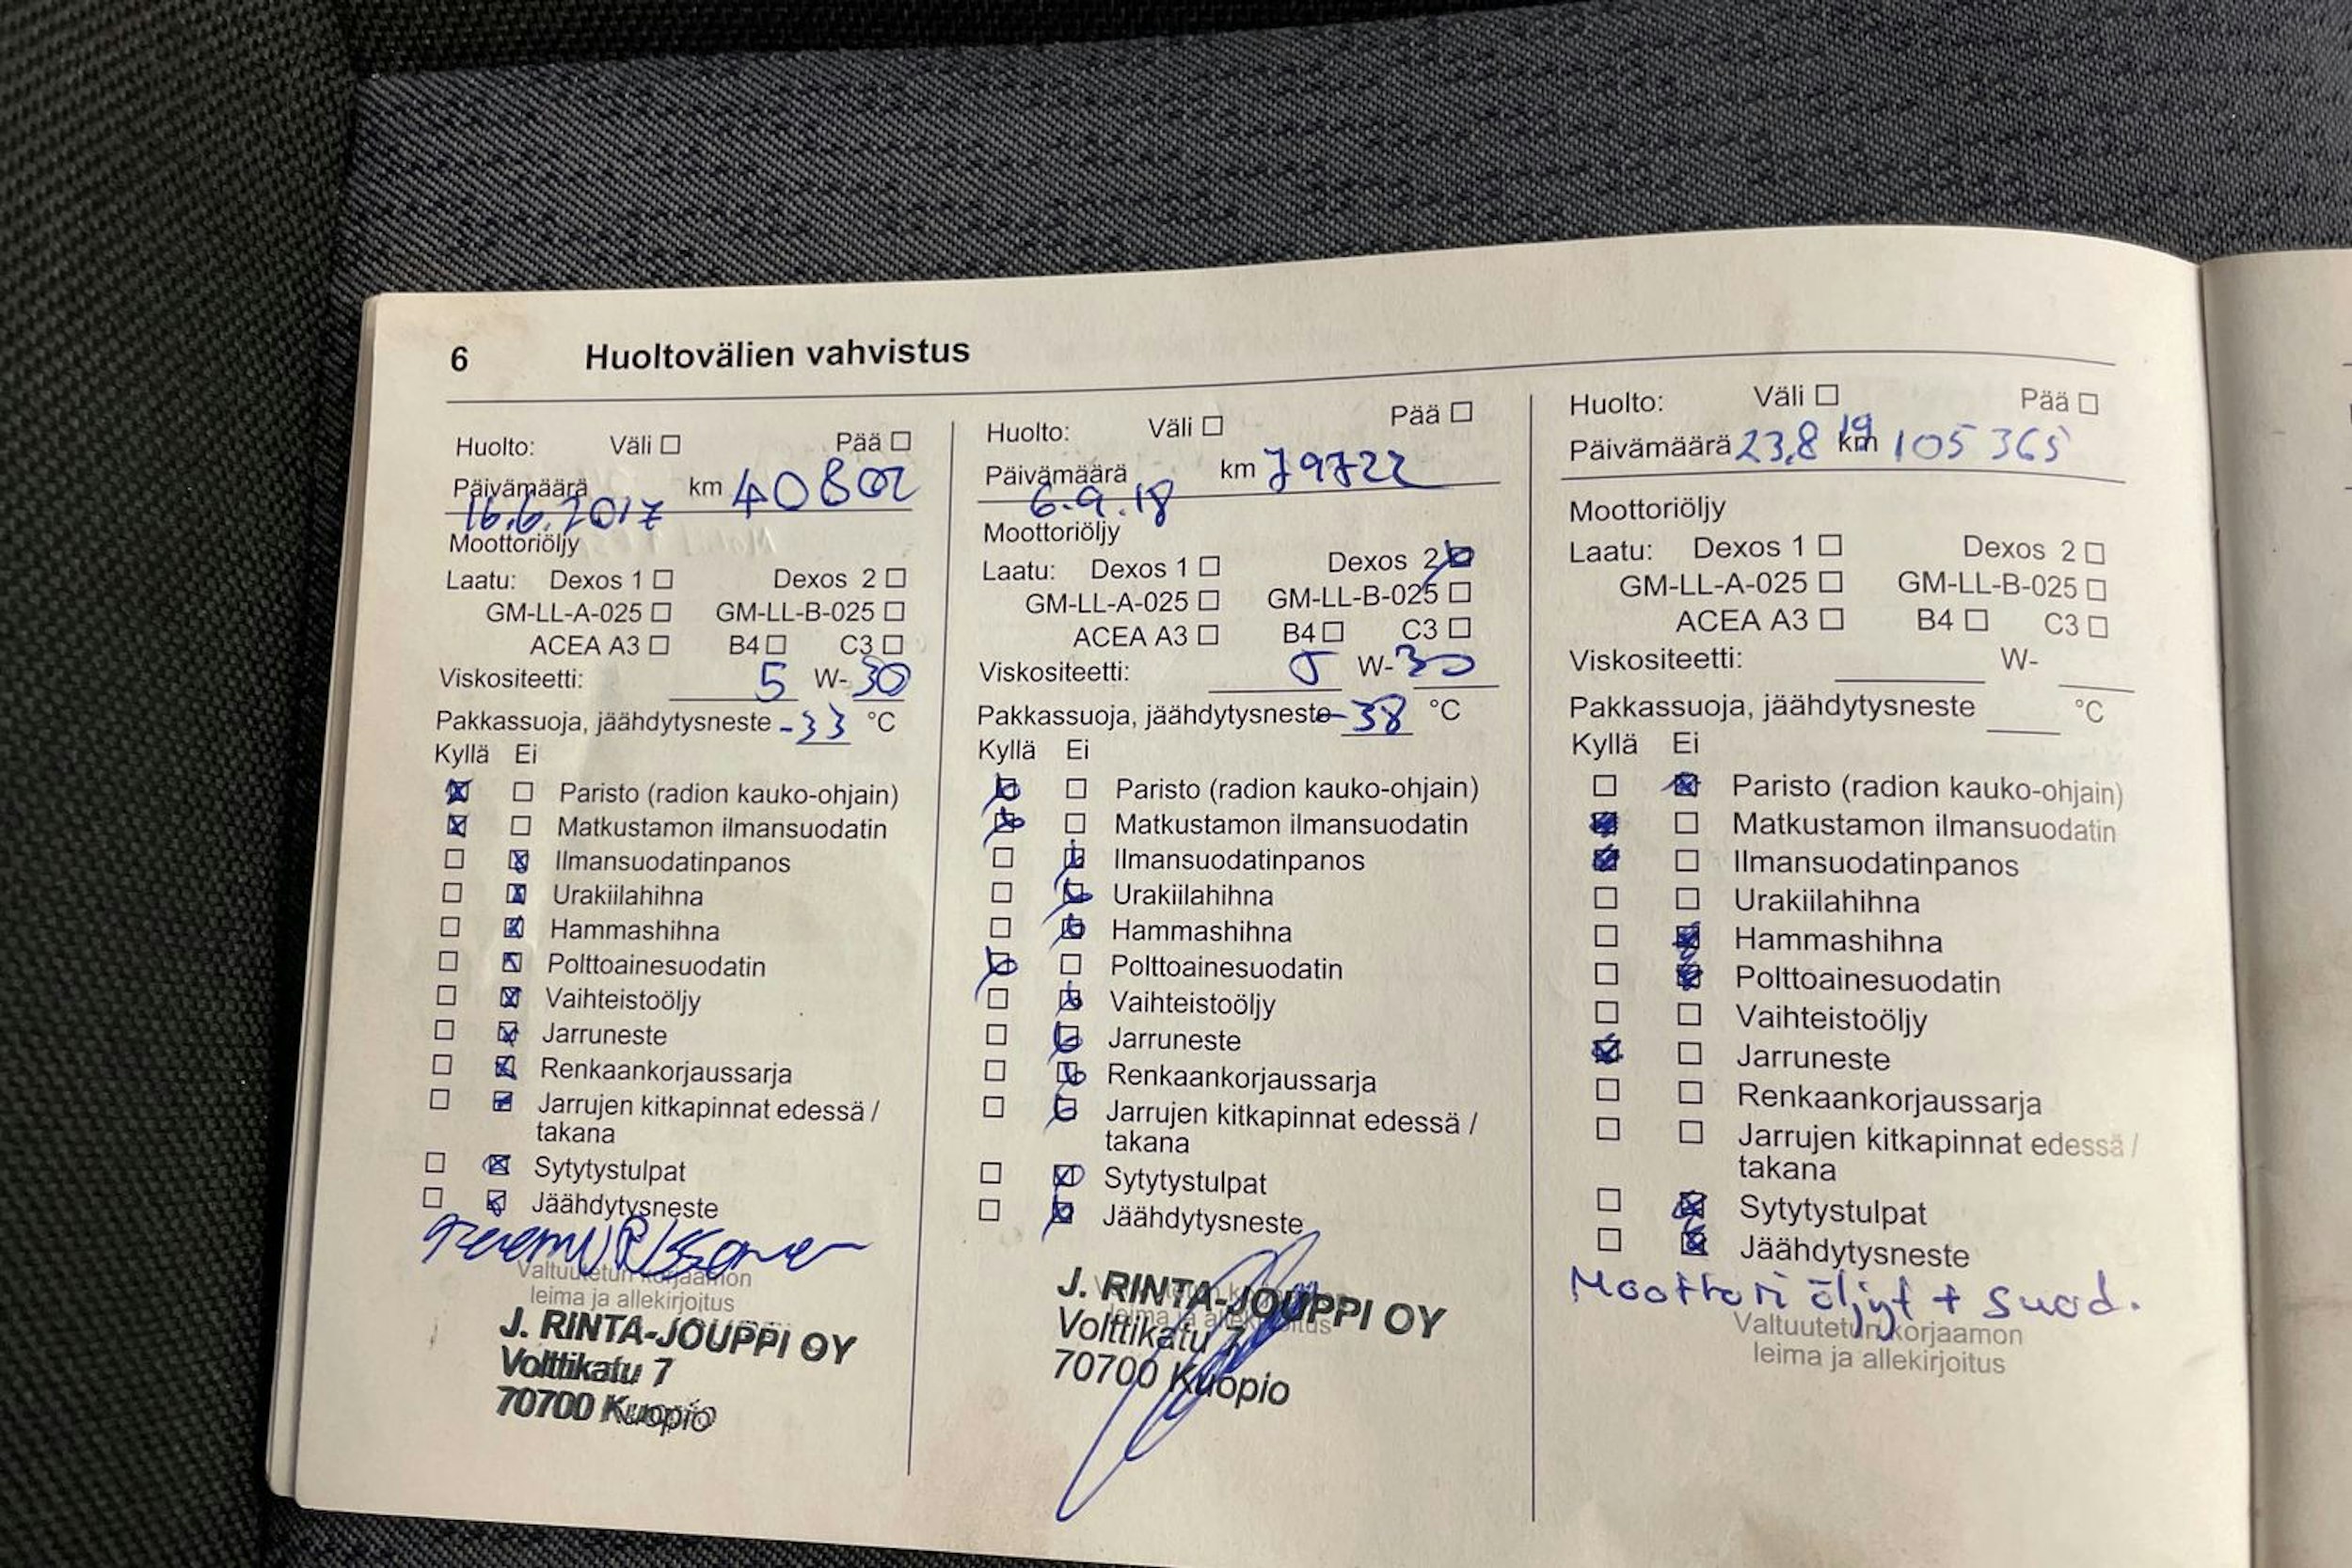 6 Huoltovälien vahvistus
Huolto: Väli ☐ Pää ☐
Päivämäärä km 40802
16.6.2017
Moottoriöljy
Laatu: Dexos 1 ☐ Dexos 2 ☐
GM-LL-A-025 ☐ GM-LL-B-025 ☐
ACEA A3 ☐ B4 ☐ C3 ☐
Viskositeetti: 5 W-30
Pakkassuoja, jäähdytysneste -33 °C
Kyllä Ei
☒ ☐ Paristo (radion kauko-ohjain)
☒ ☐ Matkustamon ilmansuodatin
☐ ☒ Ilmansuodatinpanos
☐ ☒ Urakiilahihna
☐ ☒ Hammashihna
☐ ☒ Polttoainesuodatin
☐ ☒ Vaihteistoöljy
☐ ☒ Jarruneste
☐ ☒ Renkaankorjaussarja
☐ ☒ Jarrujen kitkapinnat edessä /
takana
☐ ☒ Sytytystulpat
☐ ☒ Jäähdytysneste
Valtuutetun korjaamon
leima ja allekirjoitus
J. RINTA-JOUPPI OY
Volttikatu 7
70700 Kuopio
Huolto: Väli ☐ Pää ☐
Päivämäärä km 79722
6.9.18
Moottoriöljy
Laatu: Dexos 1 ☐ Dexos 2 ☒
GM-LL-A-025 ☐ GM-LL-B-025 ☐
ACEA A3 ☐ B4 ☐ C3 ☐
Viskositeetti: 5 W-30
Pakkassuoja, jäähdytysneste -38 °C
Kyllä Ei
☒ ☐ Paristo (radion kauko-ohjain)
☒ ☐ Matkustamon ilmansuodatin
☐ ☒ Ilmansuodatinpanos
☐ ☒ Urakiilahihna
☐ ☒ Hammashihna
☒ ☐ Polttoainesuodatin
☐ ☒ Vaihteistoöljy
☐ ☒ Jarruneste
☐ ☒ Renkaankorjaussarja
☐ ☒ Jarrujen kitkapinnat edessä /
takana
☐ ☒ Sytytystulpat
☐ ☒ Jäähdytysneste
J. RINTA-JOUPPI OY
Volttikatu 7
70700 Kuopio
Huolto: Väli ☐ Pää ☐
Päivämäärä 23.8 19 km 105 365
Moottoriöljy
Laatu: Dexos 1 ☐ Dexos 2 ☐
GM-LL-A-025 ☐ GM-LL-B-025 ☐
ACEA A3 ☐ B4 ☐ C3 ☐
Viskositeetti: W-
Pakkassuoja, jäähdytysneste °C
Kyllä Ei
☐ ☒ Paristo (radion kauko-ohjain)
☒ ☐ Matkustamon ilmansuodatin
☒ ☐ Ilmansuodatinpanos
☐ ☐ Urakiilahihna
☐ ☒ Hammashihna
☐ ☒ Polttoainesuodatin
☐ ☐ Vaihteistoöljy
☒ ☐ Jarruneste
☐ ☐ Renkaankorjaussarja
☐ ☐ Jarrujen kitkapinnat edessä /
takana
☐ ☒ Sytytystulpat
☐ ☒ Jäähdytysneste
Moottori öljyt + suod.
Valtuutetun korjaamon
leima ja allekirjoitus